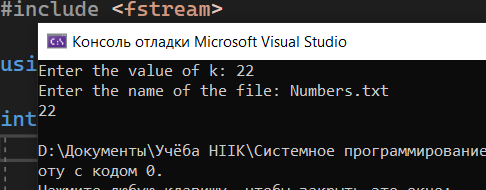 #include <fstream>
Консоль отладки Microsoft Visual Studio
usi
Enter the value of k: 22
Enter the name of the file: Numbers.txt
int
22
D:\Документы\Учёба НІІК\Системное программирование
оту с кодом 0.
Нажмите любую клавишу, чтобы закрыть это окно: